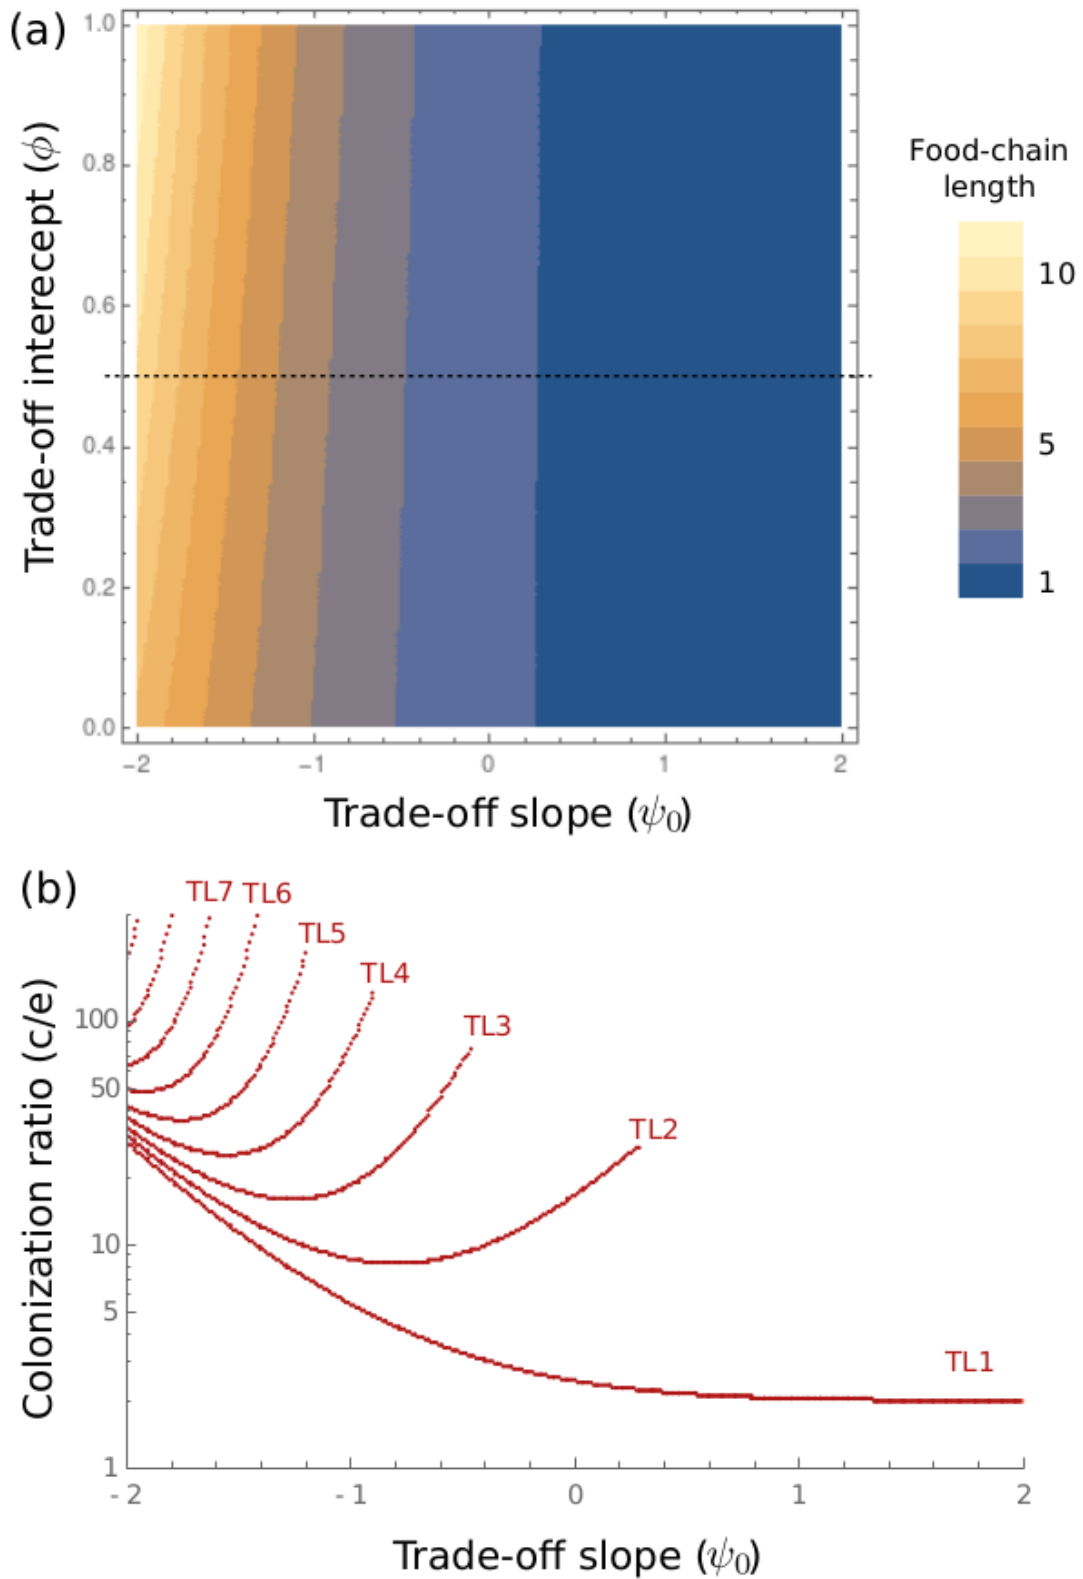 (a)
Trade-off interecept (ϕ)
1.0
0.8
0.6
0.4
0.2
0.0
−2
−1
0
1
2
Trade-off slope (ψ0)
Food-chain
length
10
5
1
(b)
Colonization ratio (c/e)
TL7 TL6
TL5
TL4
TL3
TL2
TL1
100
50
10
5
1
-2
-1
0
1
2
Trade-off slope (ψ0)